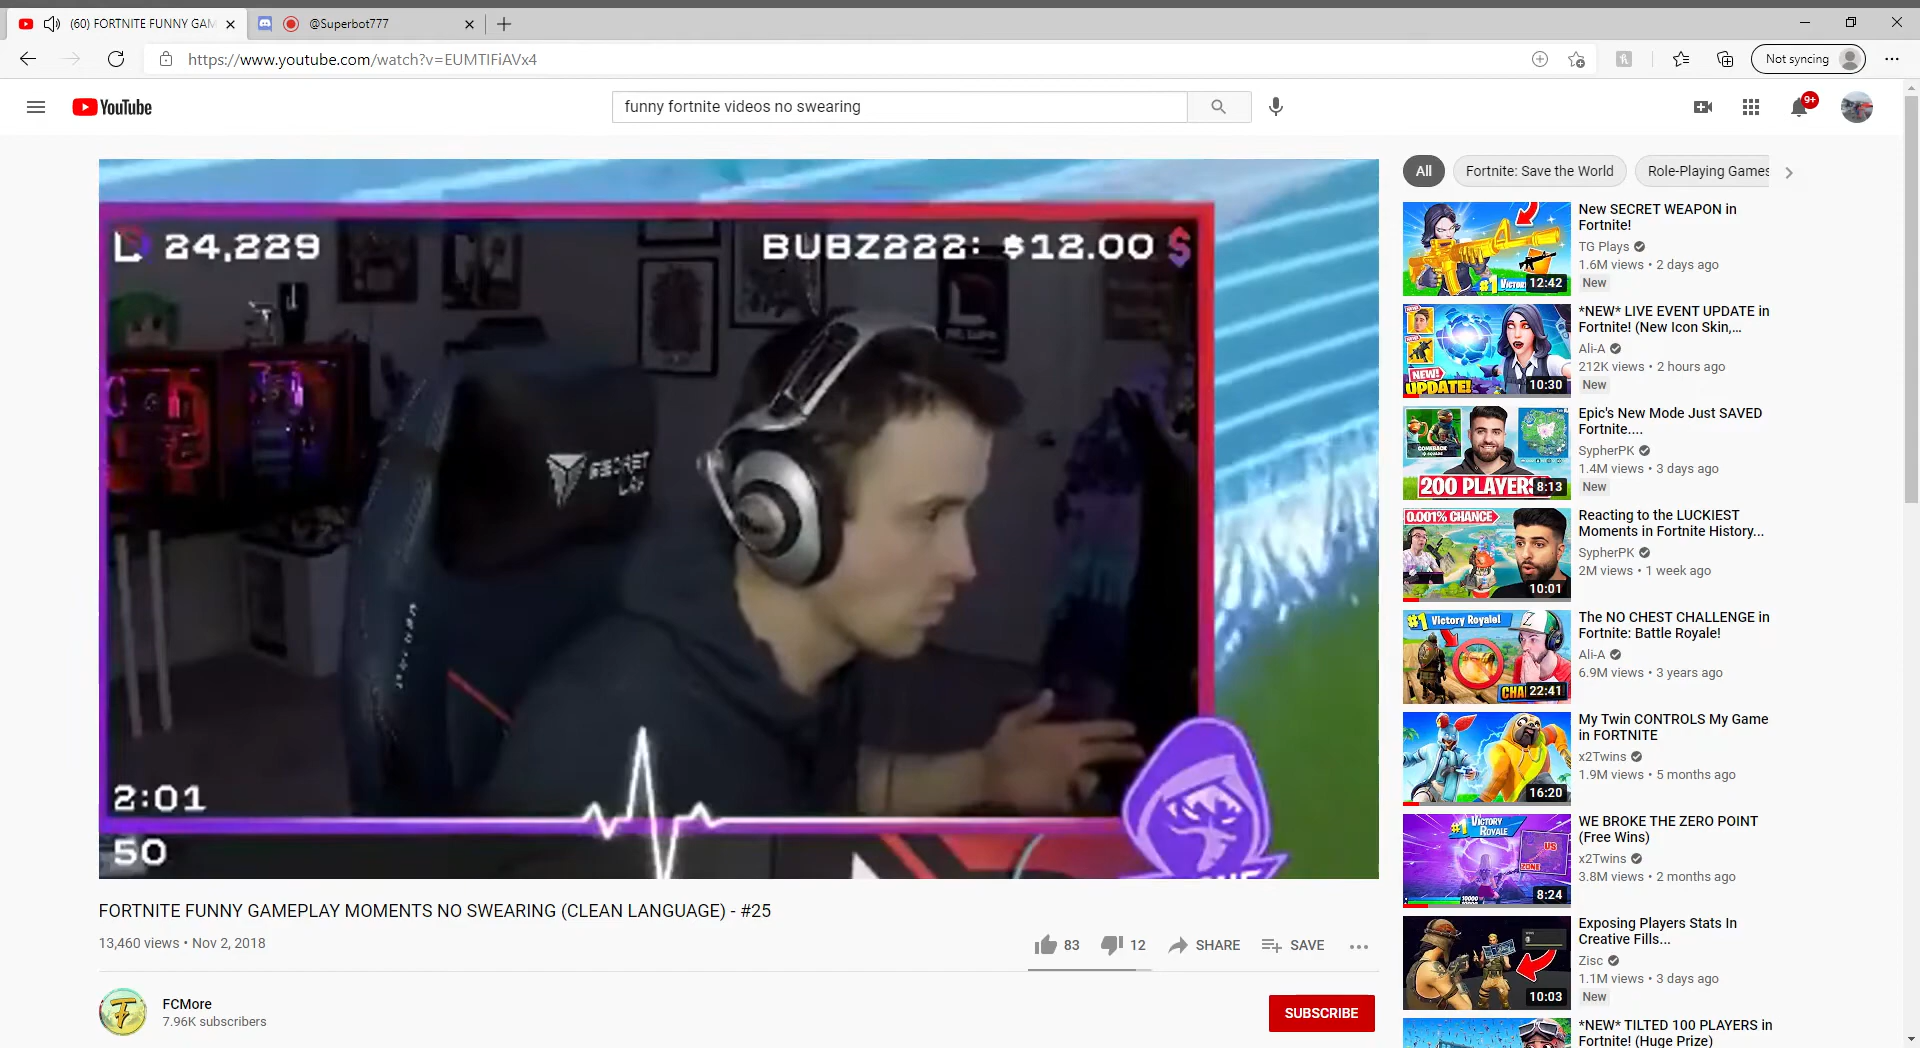 (60) FORTNITE FUNNY GAM
@Superbot777
https://www.youtube.com/watch?v=EUMTIFiAVx4
Not syncing
YouTube
funny fortnite videos no swearing
9+
24,229
BUBZ222: $12.00 $
SECRET
LAB
2:01
50
FORTNITE FUNNY GAMEPLAY MOMENTS NO SWEARING (CLEAN LANGUAGE) - #25
13,460 views • Nov 2, 2018
83
12
SHARE
SAVE
FCMore
7.96K subscribers
SUBSCRIBE
All
Fortnite: Save the World
Role-Playing Games
#1
12:42
New SECRET WEAPON in
Fortnite!
TG Plays
1.6M views • 2 days ago
New
NEW!
UPDATE!
10:30
*NEW* LIVE EVENT UPDATE in
Fortnite! (New Icon Skin,...
Ali-A
212K views • 2 hours ago
New
200 PLAYERS
8:13
Epic's New Mode Just SAVED
Fortnite....
SypherPK
1.4M views • 3 days ago
New
0.001% CHANCE
10:01
Reacting to the LUCKIEST
Moments in Fortnite History...
SypherPK
2M views • 1 week ago
#1 Victory Royale!
CHA
22:41
The NO CHEST CHALLENGE in
Fortnite: Battle Royale!
Ali-A
6.9M views • 3 years ago
16:20
My Twin CONTROLS My Game
in FORTNITE
x2Twins
1.9M views • 5 months ago
#1 VICTORY
ROYALE
US
ZONE
8:24
WE BROKE THE ZERO POINT
(Free Wins)
x2Twins
3.8M views • 2 months ago
10:03
Exposing Players Stats In
Creative Fills...
Zisc
1.1M views • 3 days ago
New
*NEW* TILTED 100 PLAYERS in
Fortnite! (Huge Prize)